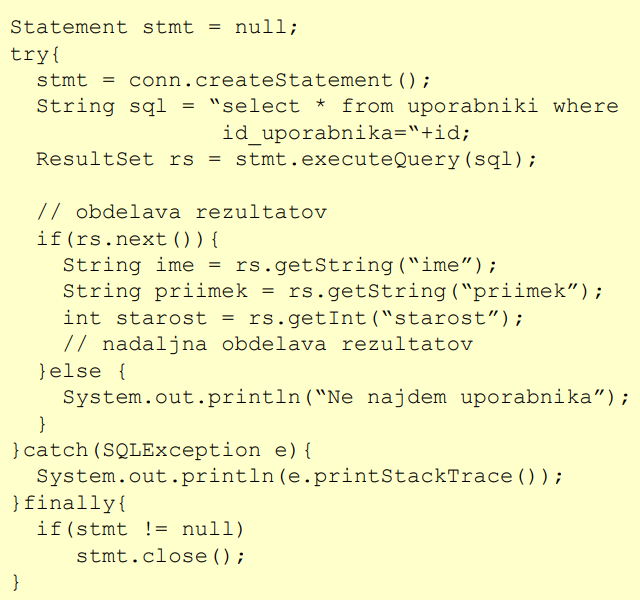 Statement stmt = null;
try{
  stmt = conn.createStatement();
  String sql = “select * from uporabniki where
                id_uporabnika=“+id;
  ResultSet rs = stmt.executeQuery(sql);

  // obdelava rezultatov
  if(rs.next()){
    String ime = rs.getString(“ime”);
    String priimek = rs.getString(“priimek”);
    int starost = rs.getInt(“starost”);
    // nadaljna obdelava rezultatov
  }else {
    System.out.println(“Ne najdem uporabnika”);
  }
}catch(SQLException e){
  System.out.println(e.printStackTrace());
}finally{
  if(stmt != null)
     stmt.close();
}